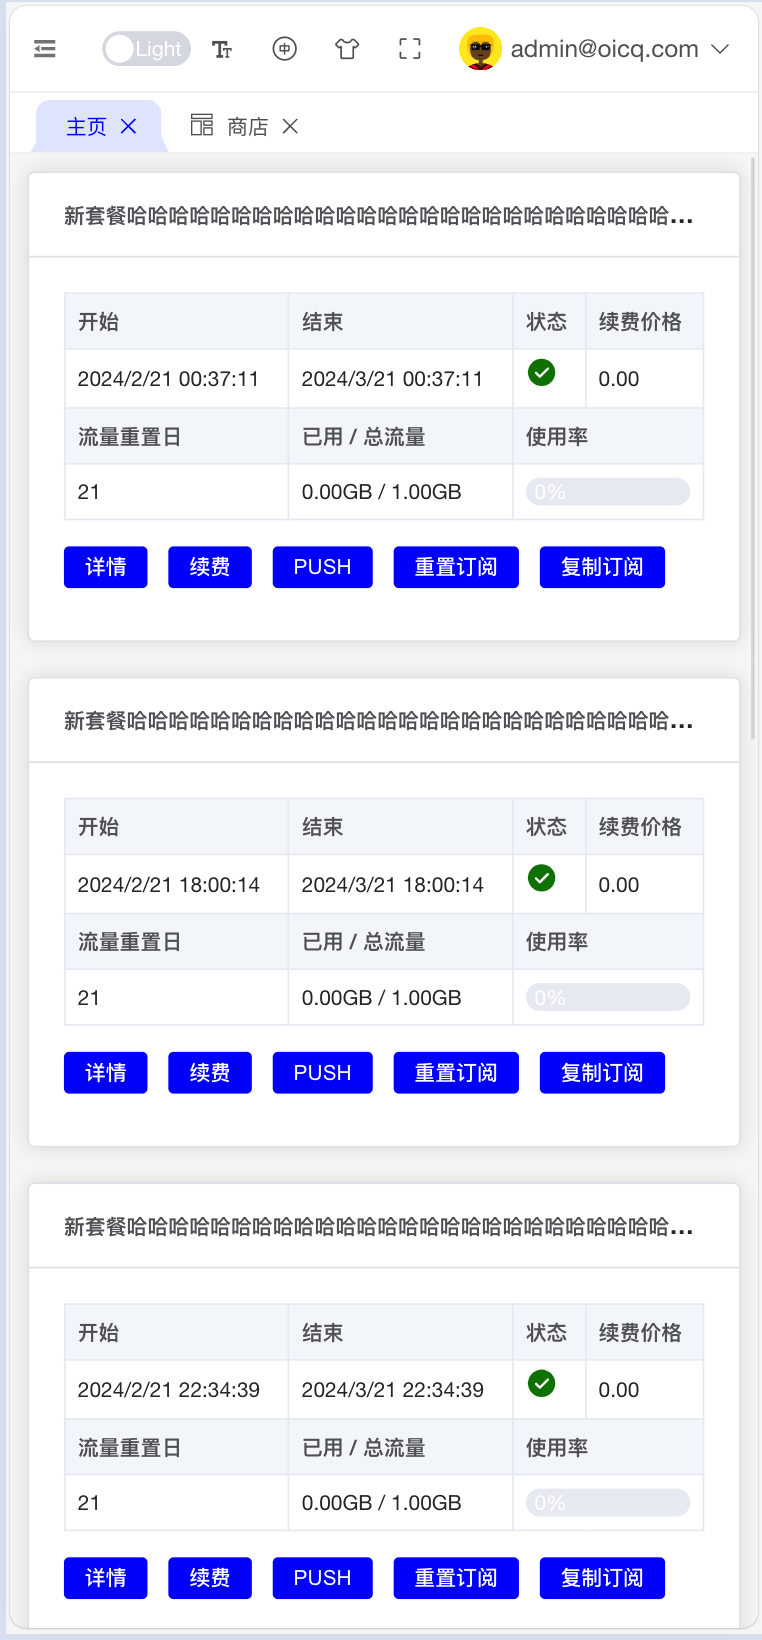 Light
中
admin@oicq.com
主页
商店
新套餐哈哈哈哈哈哈哈哈哈哈哈哈哈哈哈哈哈哈哈哈哈哈哈哈哈哈...
开始 结束 状态 续费价格
2024/2/21 00:37:11 2024/3/21 00:37:11 0.00
流量重置日 已用 / 总流量 使用率
21 0.00GB / 1.00GB 0%
详情 续费 PUSH 重置订阅 复制订阅
新套餐哈哈哈哈哈哈哈哈哈哈哈哈哈哈哈哈哈哈哈哈哈哈哈哈哈哈...
开始 结束 状态 续费价格
2024/2/21 18:00:14 2024/3/21 18:00:14 0.00
流量重置日 已用 / 总流量 使用率
21 0.00GB / 1.00GB 0%
详情 续费 PUSH 重置订阅 复制订阅
新套餐哈哈哈哈哈哈哈哈哈哈哈哈哈哈哈哈哈哈哈哈哈哈哈哈哈哈...
开始 结束 状态 续费价格
2024/2/21 22:34:39 2024/3/21 22:34:39 0.00
流量重置日 已用 / 总流量 使用率
21 0.00GB / 1.00GB 0%
详情 续费 PUSH 重置订阅 复制订阅